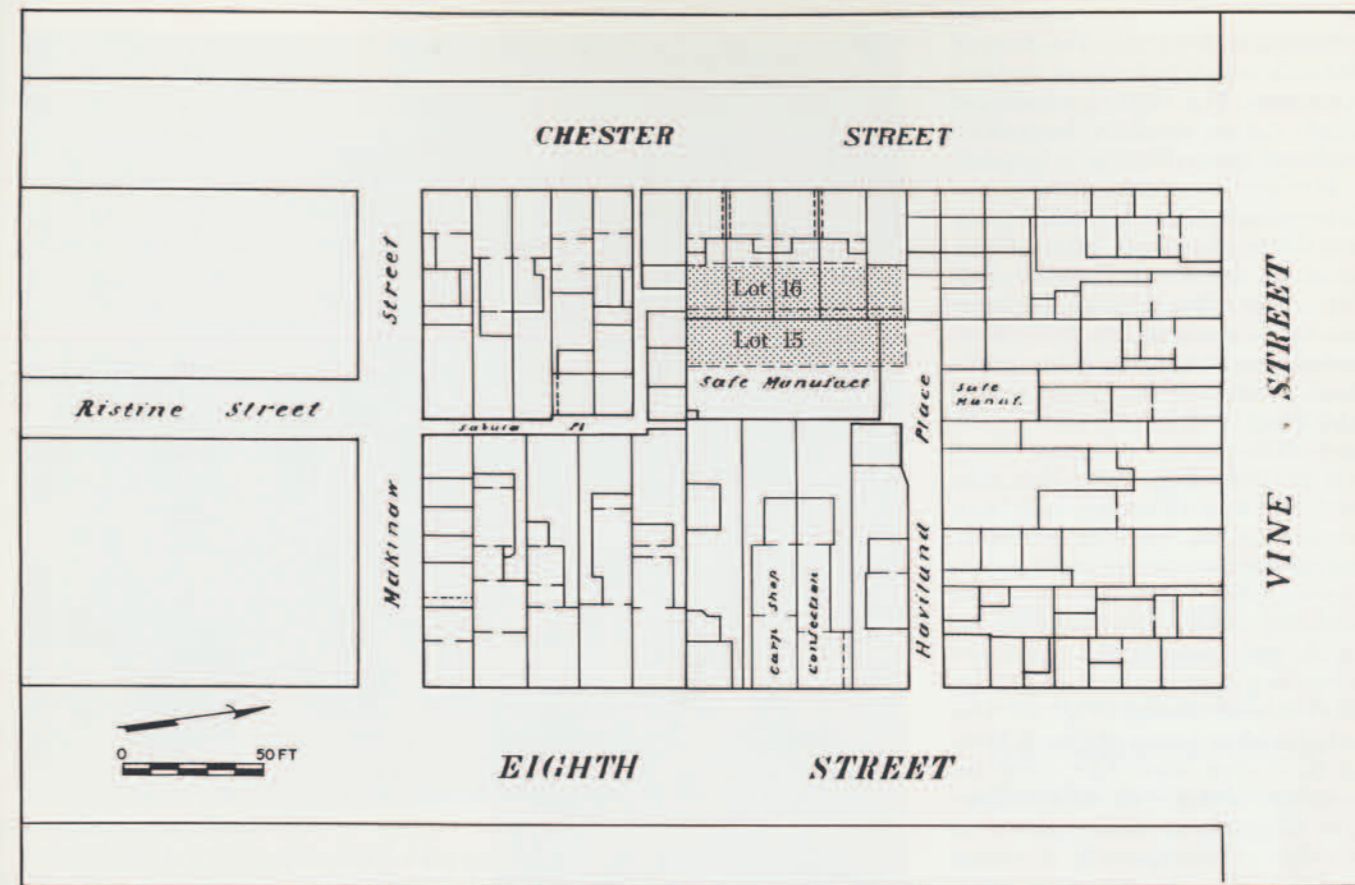 CHESTER STREET
Street
Lot 16
Lot 15
Safe Manufact
Safe
Manuf.
Place
VINE STREET
Ristine Street
Makinaw
Carp Shop
Confection
Havilund
0 50 FT
EIGHTH STREET